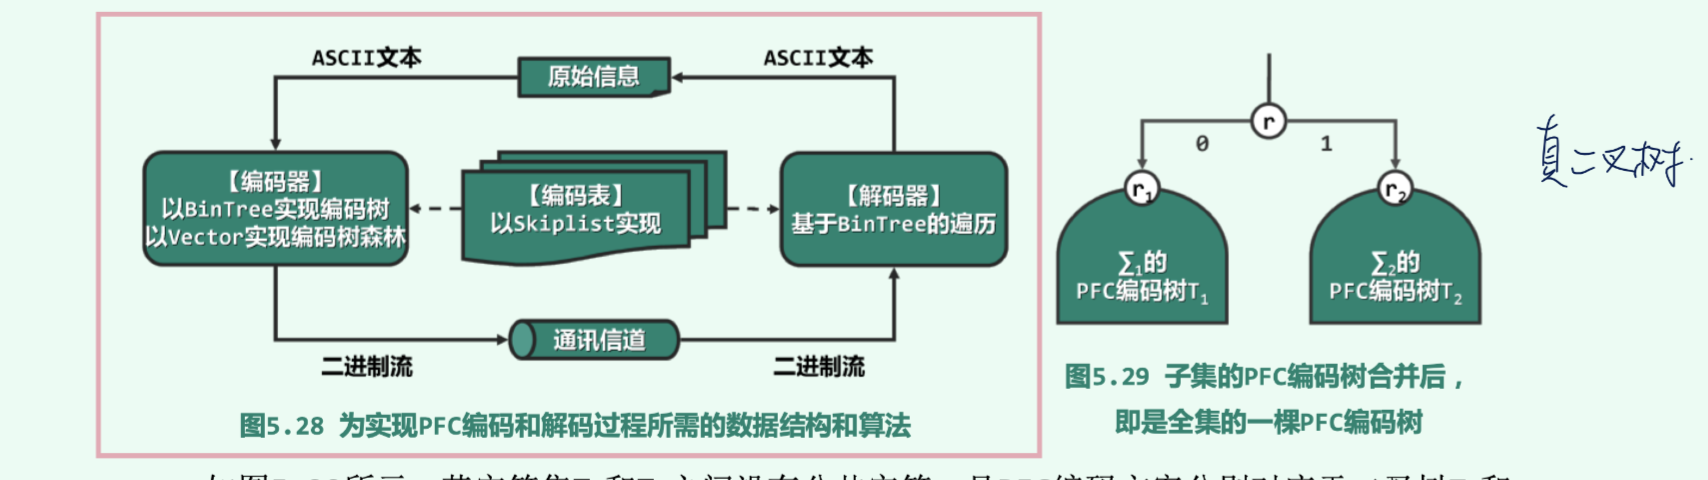 ASCII文本
原始信息
ASCII文本
【编码器】
以BinTree实现编码树
以Vector实现编码树森林
【编码表】
以Skiplist实现
【解码器】
基于BinTree的遍历
通讯信道
二进制流
二进制流
图5.28 为实现PFC编码和解码过程所需的数据结构和算法
r
0
1
r1
r2
∑1的
PFC编码树T1
∑2的
PFC编码树T2
图5.29 子集的PFC编码树合并后，
即是全集的一棵PFC编码树
真二叉树.